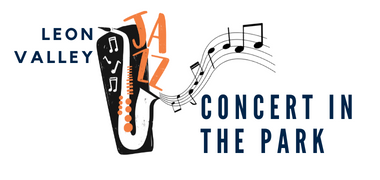 LEON
VALLEY
JAZZ
CONCERT IN
THE PARK